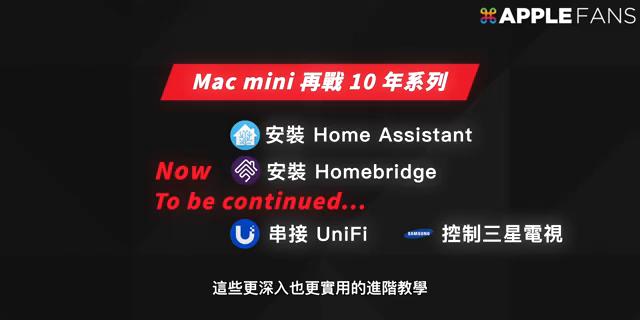 APPLEFANS
Mac mini 再戰 10 年系列
安裝 Home Assistant
Now 安裝 Homebridge
To be continued...
串接 UniFi SAMSUNG 控制三星電視
這些更深入也更實用的進階教學